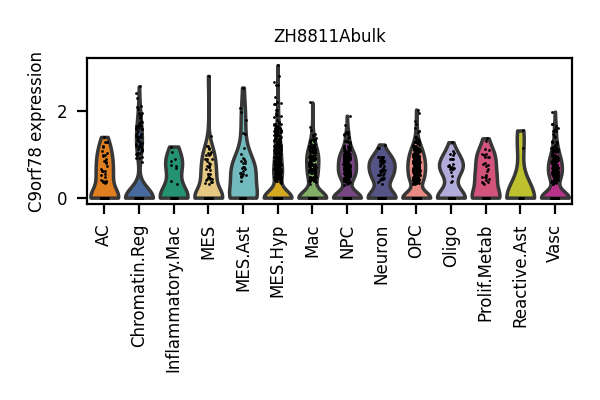 ZH8811Abulk
C9orf78 expression
2
0
AC
Chromatin.Reg
Inflammatory.Mac
MES
MES.Ast
MES.Hyp
Mac
NPC
Neuron
OPC
Oligo
Prolif.Metab
Reactive.Ast
Vasc